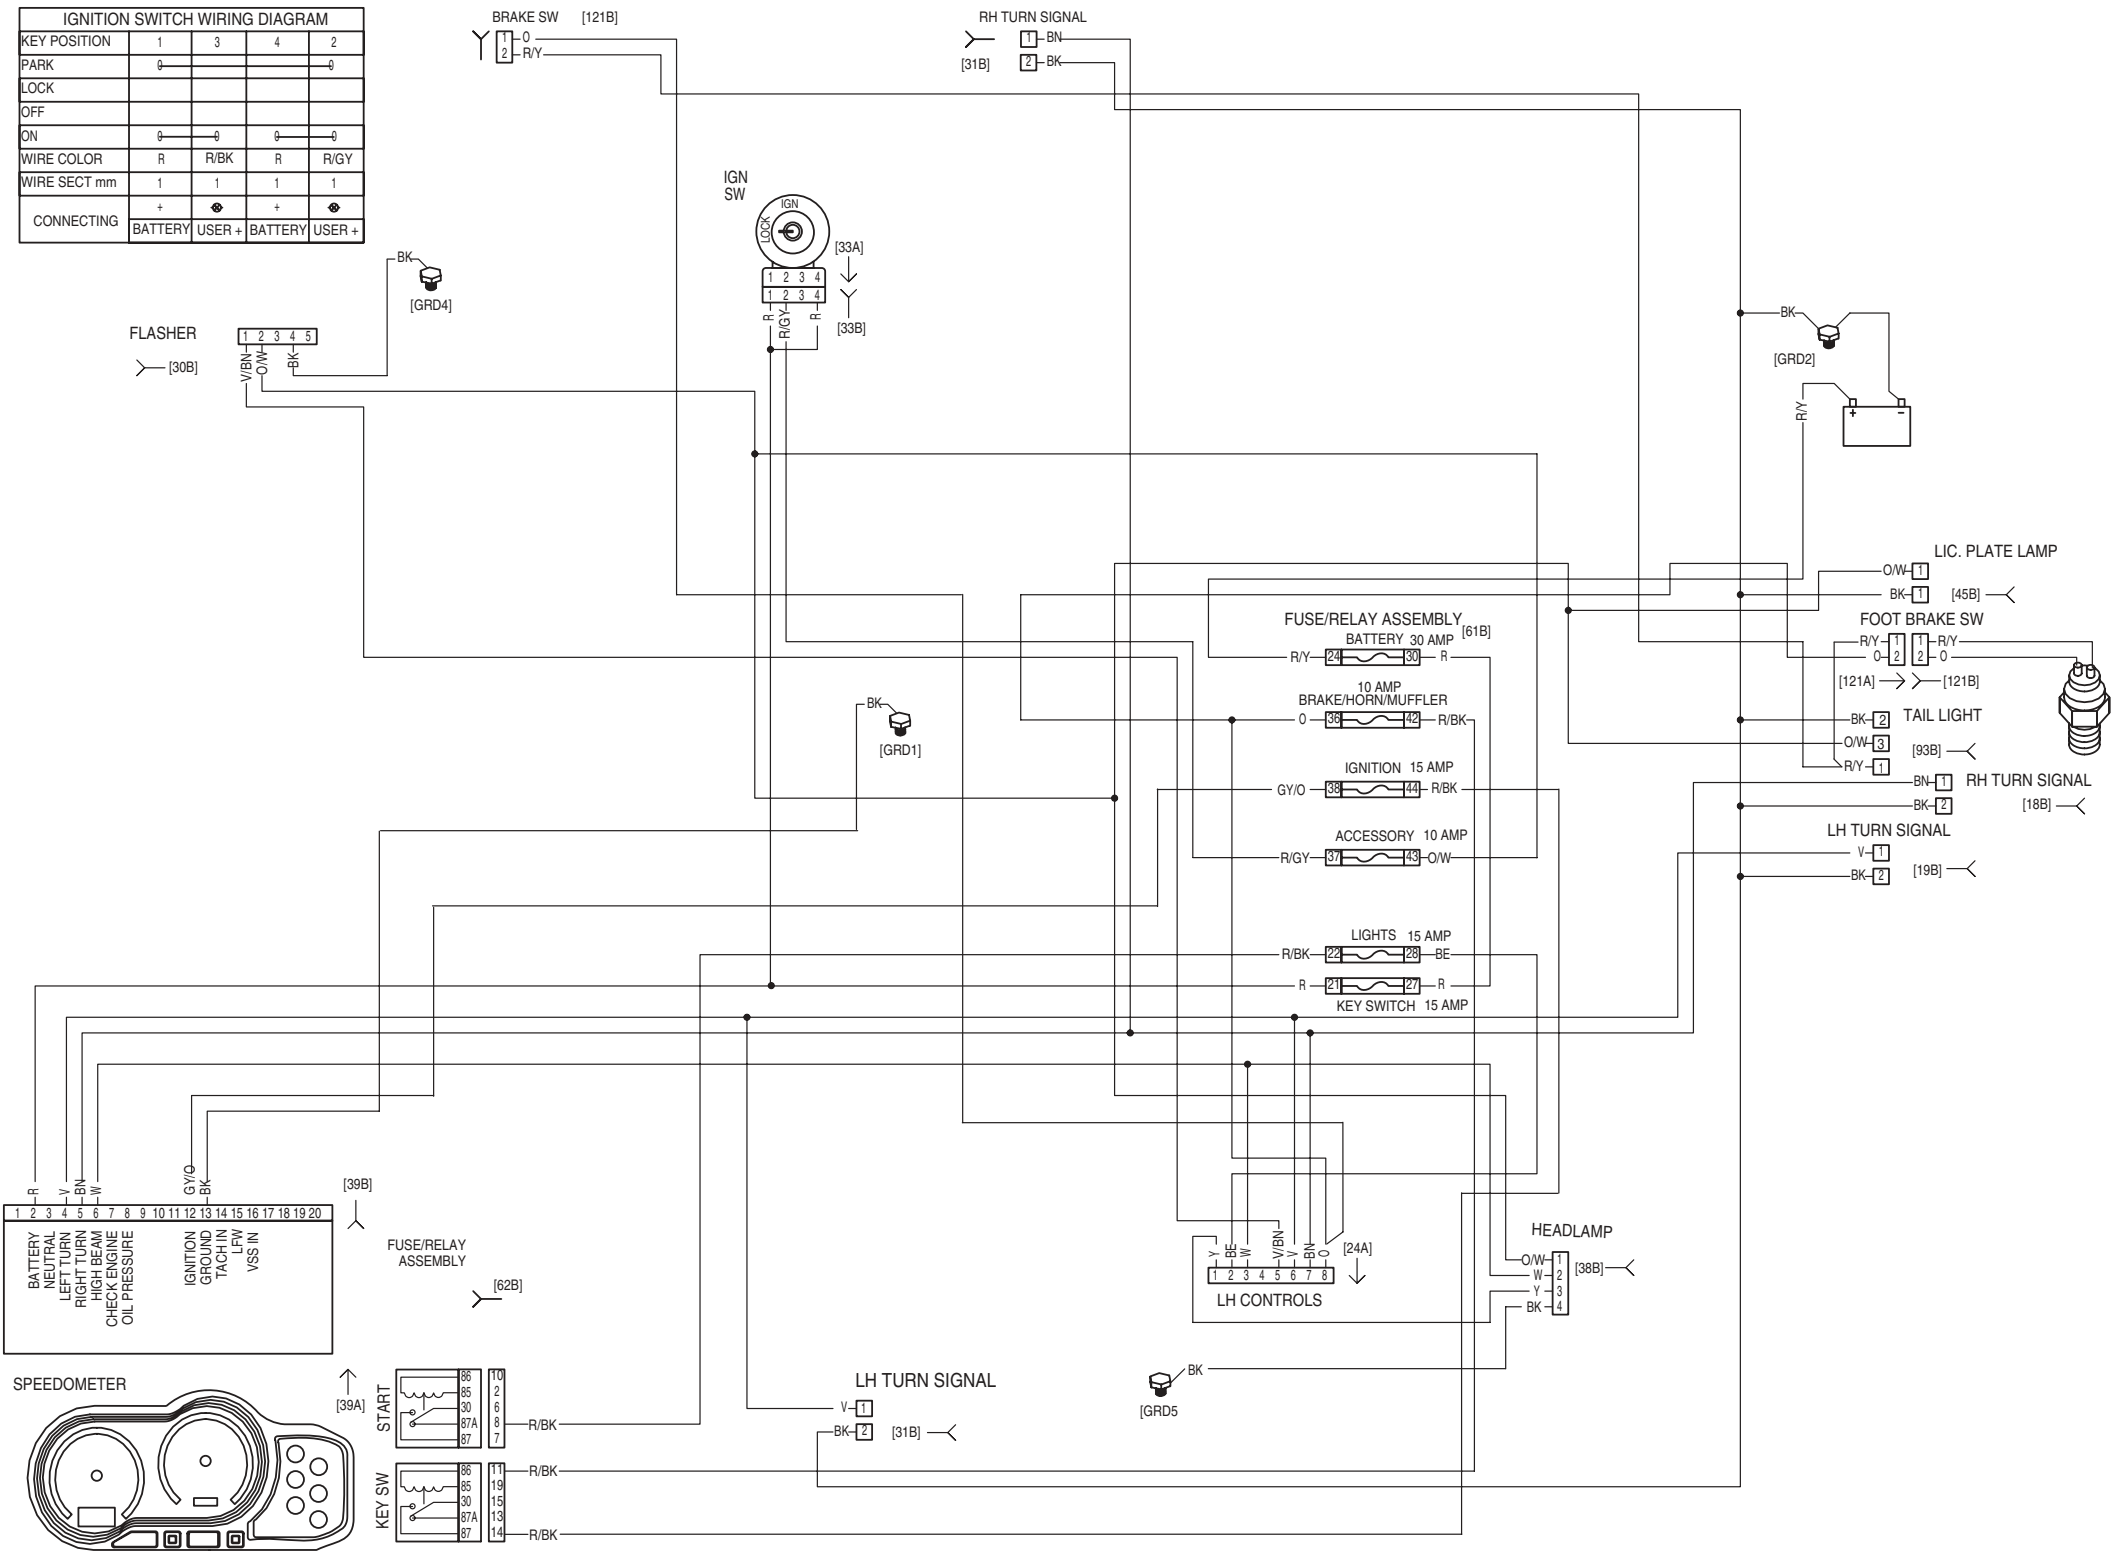 IGNITION SWITCH WIRING DIAGRAM
KEY POSITION 1 3 4 2
PARK 0 0
LOCK
OFF
ON 0 0 0 0
WIRE COLOR R R/BK R R/GY
WIRE SECT mm 1 1 1 1
CONNECTING + +
BATTERY USER + BATTERY USER +
BRAKE SW [121B]
1 O
2 R/Y
RH TURN SIGNAL
[31B]
1 BN
2 BK
IGN
SW
IGN
LOCK
[33A]
1 2 3 4
1 2 3 4
[33B]
R R/GY R
BK
[GRD4]
FLASHER
[30B]
1 2 3 4 5
V/BN O/W BK
BK
[GRD2]
R/Y
+ −
LIC. PLATE LAMP
O/W 1
BK 1
[45B]
FOOT BRAKE SW
R/Y 1 1 R/Y
O 2 2 O
[121A] [121B]
TAIL LIGHT
BK 2
O/W 3
R/Y 1
[93B]
RH TURN SIGNAL
BN 1
BK 2
[18B]
LH TURN SIGNAL
V 1
BK 2
[19B]
FUSE/RELAY ASSEMBLY
[61B]
BATTERY 30 AMP
R/Y 24 30 R
10 AMP
BRAKE/HORN/MUFFLER
O 36 42 R/BK
IGNITION 15 AMP
GY/O 38 44 R/BK
ACCESSORY 10 AMP
R/GY 37 43 O/W
LIGHTS 15 AMP
R/BK 22 28 BE
R 21 27 R
KEY SWITCH 15 AMP
BK
[GRD1]
R V BN W GY/O BK
[39B]
1 2 3 4 5 6 7 8 9 10 11 12 13 14 15 16 17 18 19 20
BATTERY
NEUTRAL
LEFT TURN
RIGHT TURN
HIGH BEAM
CHECK ENGINE
OIL PRESSURE
IGNITION
GROUND
TACH IN
LFW
VSS IN
FUSE/RELAY
ASSEMBLY
[62B]
SPEEDOMETER
[39A]
START
86 10
85 2
30 6
87A 8 R/BK
87 7
KEY SW
86 11 R/BK
85 19
30 15
87A 13
87 14 R/BK
LH TURN SIGNAL
V 1
BK 2
[31B]
Y BE W V/BN V BN O
1 2 3 4 5 6 7 8
[24A]
LH CONTROLS
HEADLAMP
O/W 1
W 2
Y 3
BK 4
[38B]
BK
[GRD5